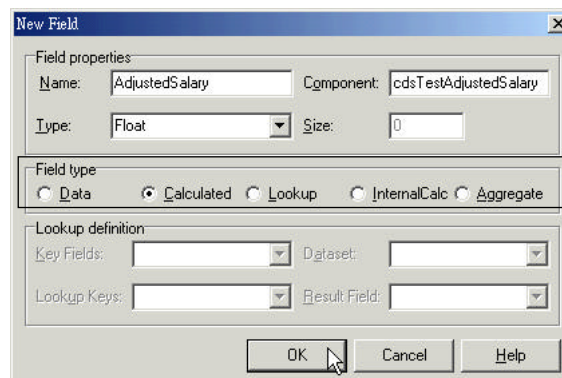 New Field
Field properties
Name: AdjustedSalary Component: cdsTestAdjustedSalary
Type: Float Size: 0
Field type
Data Calculated Lookup InternalCalc Aggregate
Lookup definition
Key Fields: Dataset:
Lookup Keys: Result Field:
OK Cancel Help